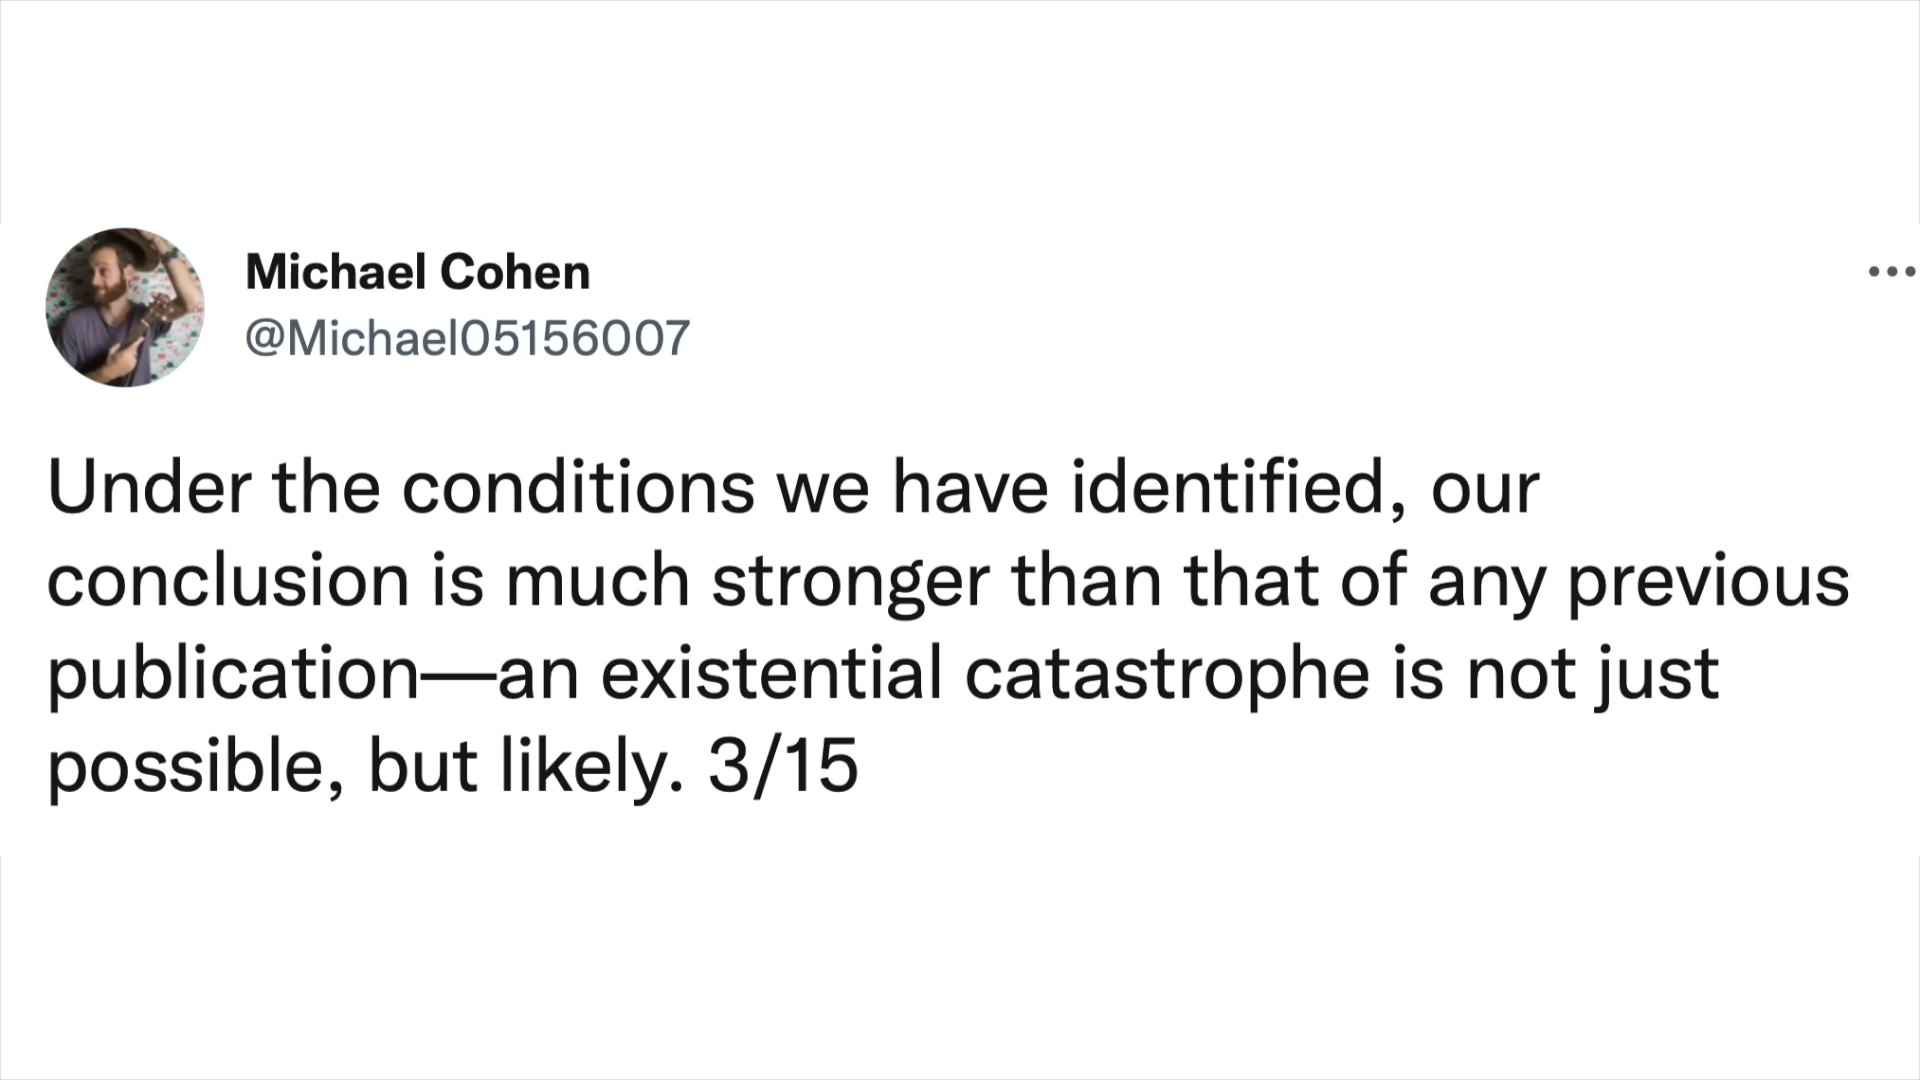 Michael Cohen
@Michael05156007
Under the conditions we have identified, our
conclusion is much stronger than that of any previous
publication—an existential catastrophe is not just
possible, but likely. 3/15